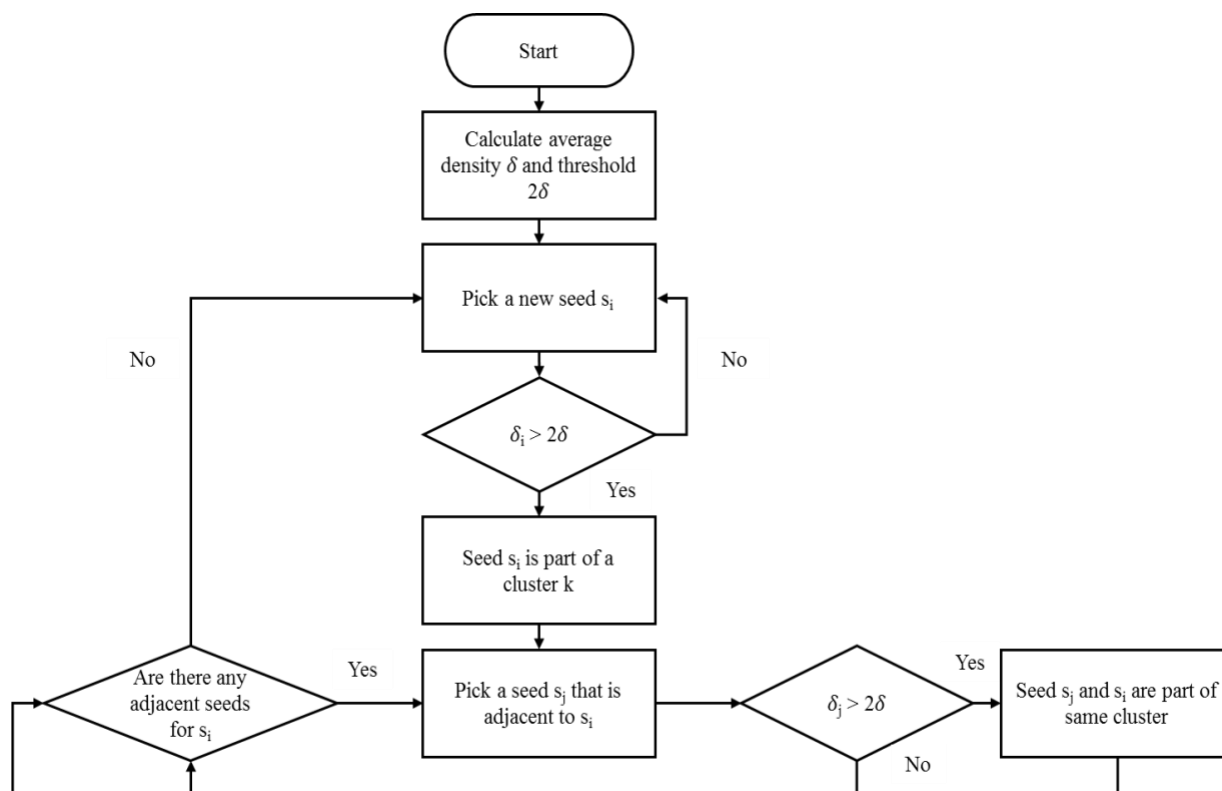 Start
Calculate average
density δ and threshold
2δ
Pick a new seed sᵢ
No
No
δᵢ > 2δ
Yes
Seed sᵢ is part of a
cluster k
Are there any
adjacent seeds
for sᵢ
Yes
Pick a seed sⱼ that is
adjacent to sᵢ
δⱼ > 2δ
Yes
Seed sⱼ and sᵢ are part of
same cluster
No